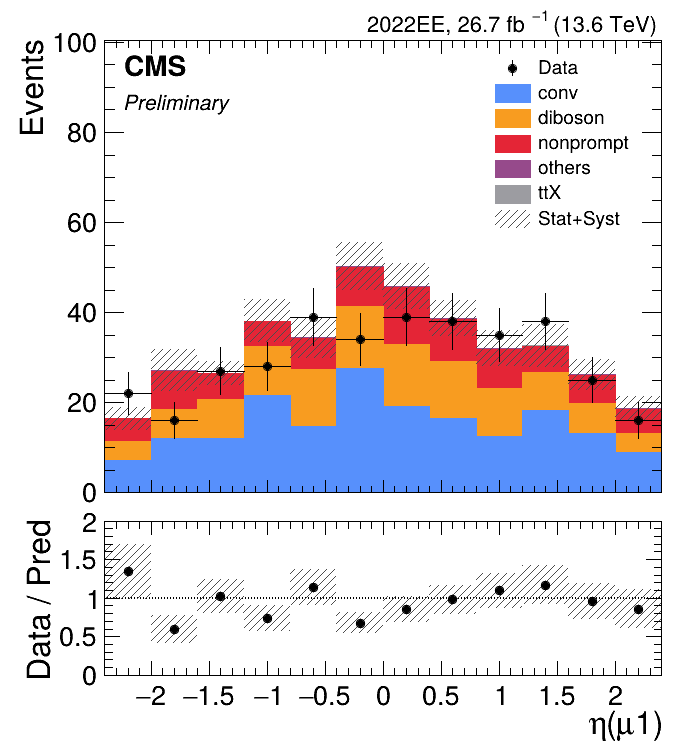 2022EE, 26.7 fb⁻¹ (13.6 TeV)
Events
100
80
60
40
20
0
CMS
Preliminary
Data
conv
diboson
nonprompt
others
ttX
Stat+Syst
Data / Pred
2
1.5
1
0.5
0
−2 −1.5 −1 −0.5 0 0.5 1 1.5 2
η(μ1)